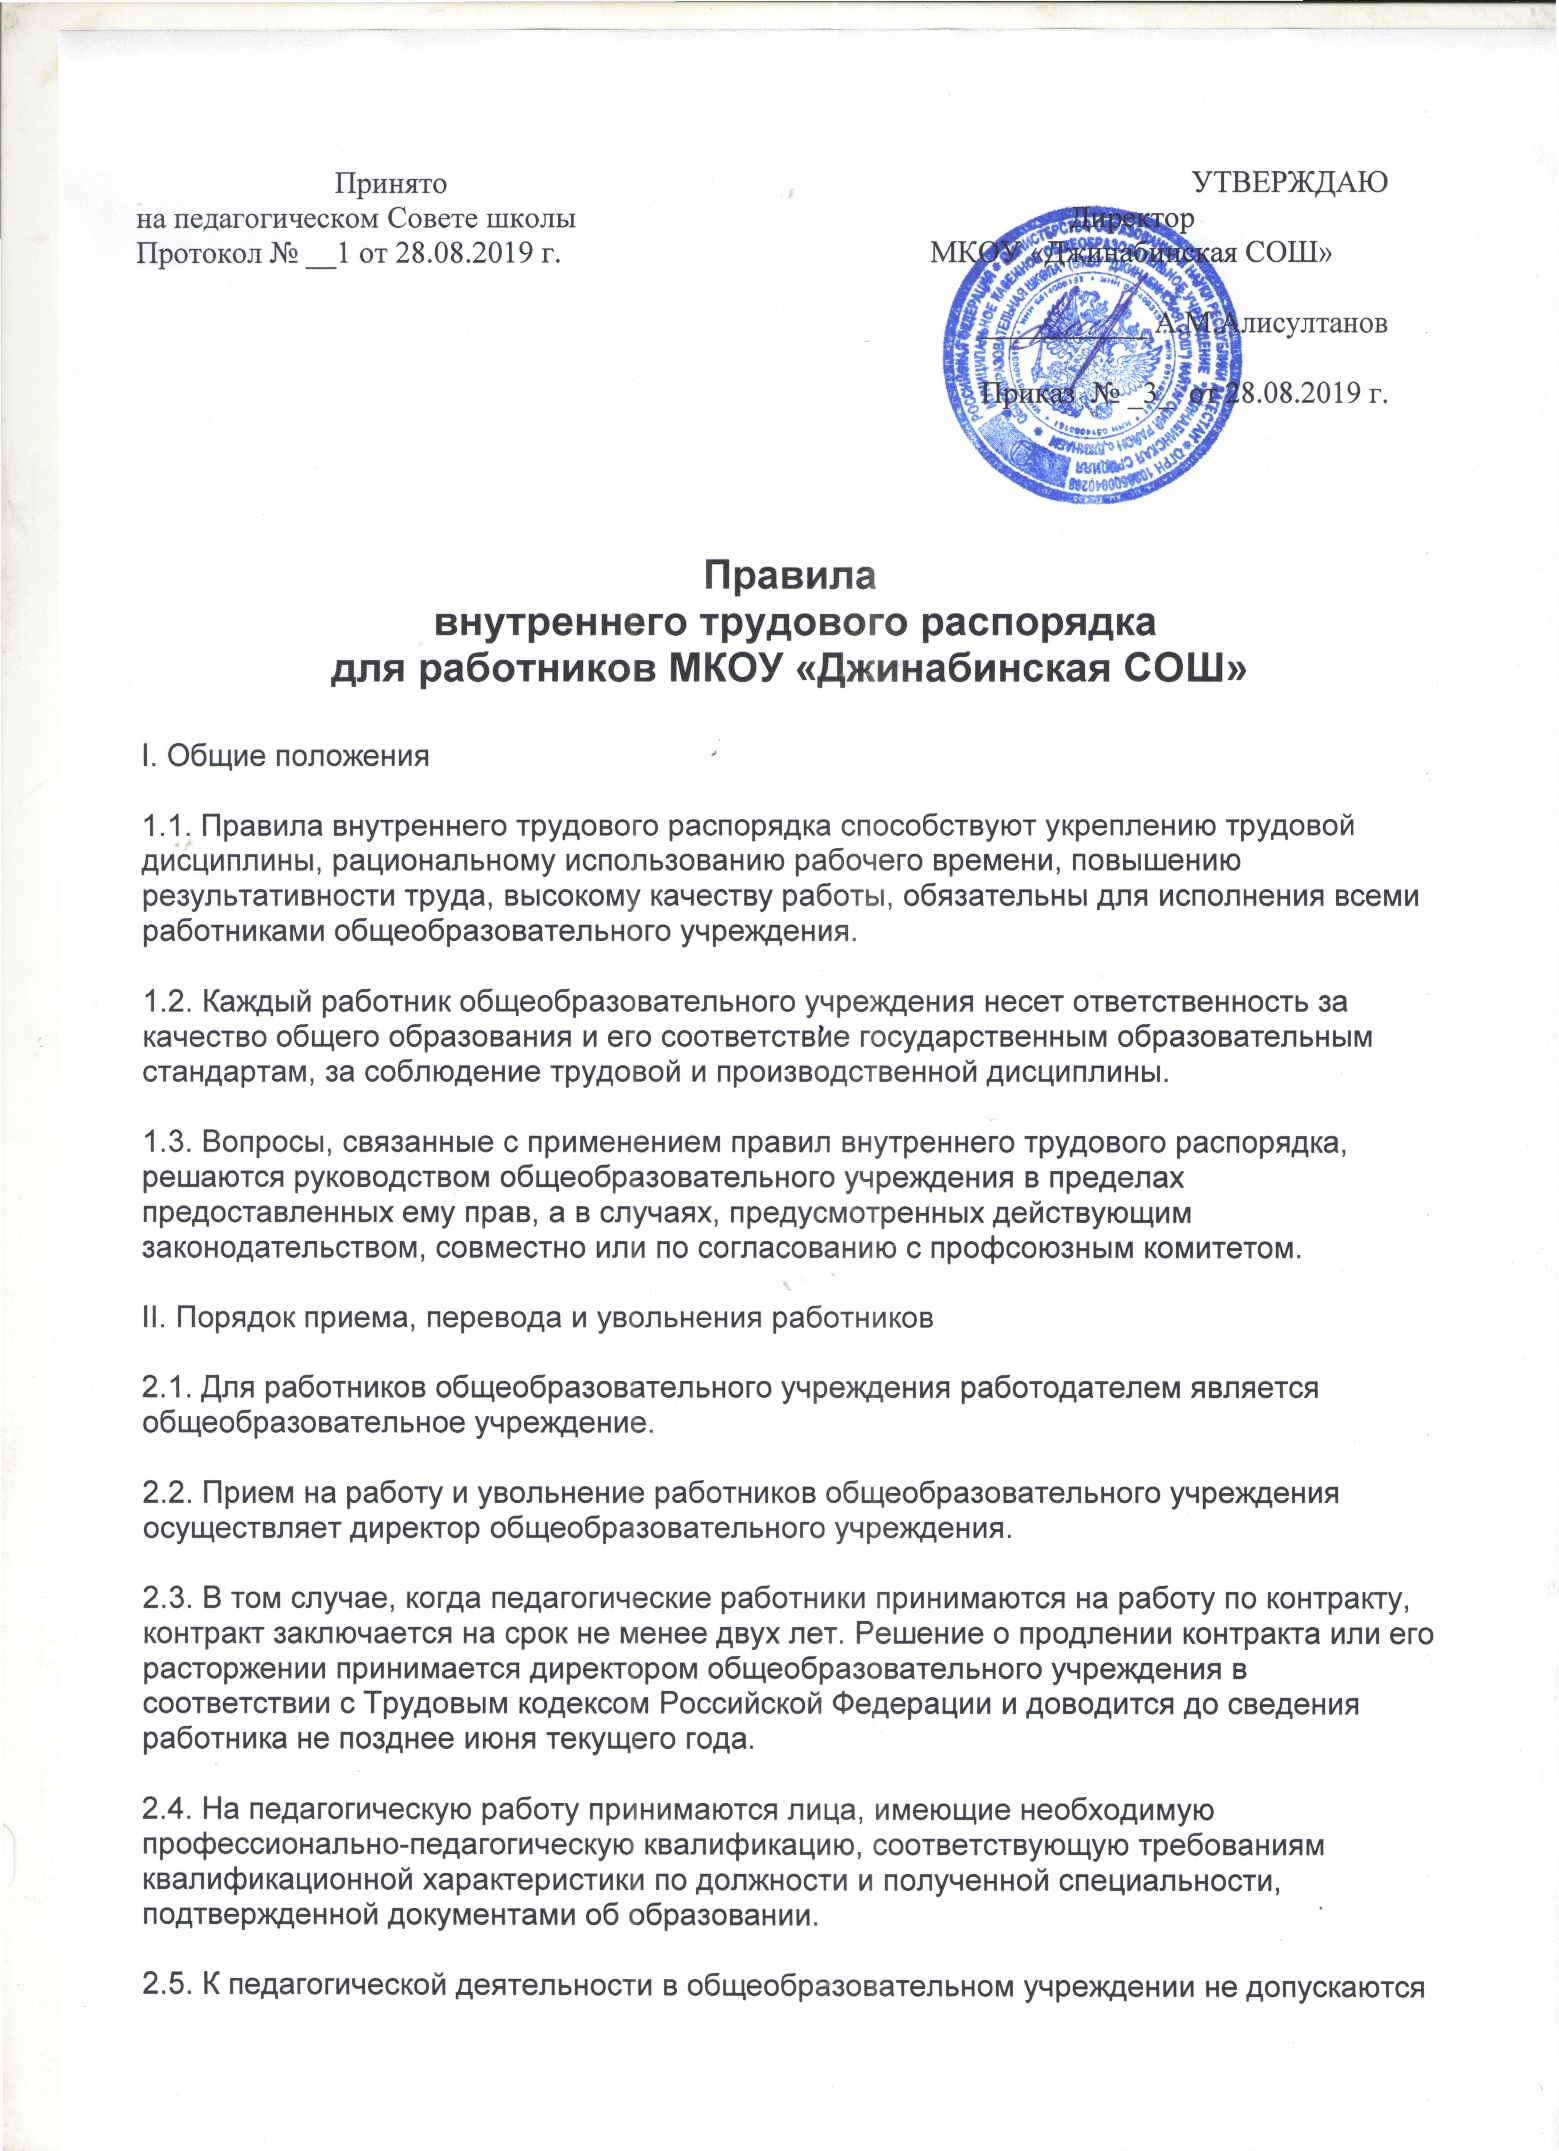 Принято
на педагогическом Совете школы
Протокол № __1 от 28.08.2019 г.
УТВЕРЖДАЮ
Директор
МКОУ «Джинабинская СОШ»
___________ А.М.Алисултанов
Приказ № _3_ от 28.08.2019 г.
Правила
внутреннего трудового распорядка
для работников МКОУ «Джинабинская СОШ»
I. Общие положения
1.1. Правила внутреннего трудового распорядка способствуют укреплению трудовой
дисциплины, рациональному использованию рабочего времени, повышению
результативности труда, высокому качеству работы, обязательны для исполнения всеми
работниками общеобразовательного учреждения.
1.2. Каждый работник общеобразовательного учреждения несет ответственность за
качество общего образования и его соответствие государственным образовательным
стандартам, за соблюдение трудовой и производственной дисциплины.
1.3. Вопросы, связанные с применением правил внутреннего трудового распорядка,
решаются руководством общеобразовательного учреждения в пределах
предоставленных ему прав, а в случаях, предусмотренных действующим
законодательством, совместно или по согласованию с профсоюзным комитетом.
II. Порядок приема, перевода и увольнения работников
2.1. Для работников общеобразовательного учреждения работодателем является
общеобразовательное учреждение.
2.2. Прием на работу и увольнение работников общеобразовательного учреждения
осуществляет директор общеобразовательного учреждения.
2.3. В том случае, когда педагогические работники принимаются на работу по контракту,
контракт заключается на срок не менее двух лет. Решение о продлении контракта или его
расторжении принимается директором общеобразовательного учреждения в
соответствии с Трудовым кодексом Российской Федерации и доводится до сведения
работника не позднее июня текущего года.
2.4. На педагогическую работу принимаются лица, имеющие необходимую
профессионально-педагогическую квалификацию, соответствующую требованиям
квалификационной характеристики по должности и полученной специальности,
подтвержденной документами об образовании.
2.5. К педагогической деятельности в общеобразовательном учреждении не допускаются